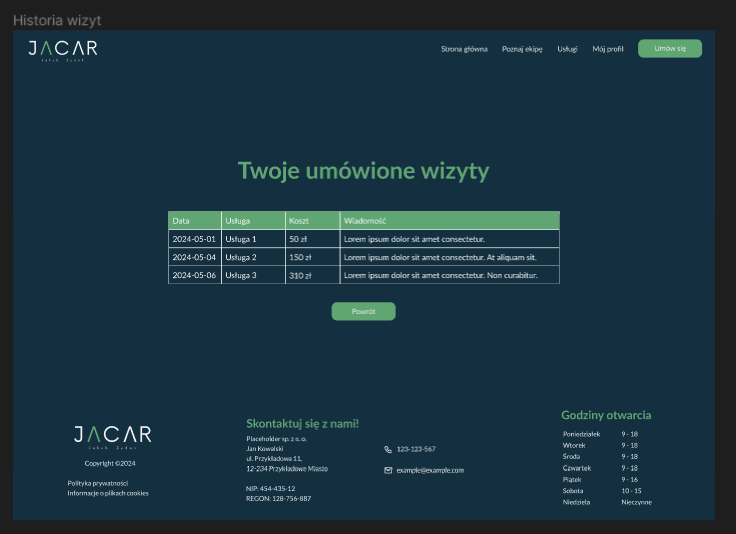 Historia wizyt
JACAR
Strona główna Poznaj ekipę Usługi Mój profil Umów się
Twoje umówione wizyty
Data Usługa Koszt Wiadomość
2024-05-01 Usługa 1 50 zł Lorem ipsum dolor sit amet consectetur.
2024-05-04 Usługa 2 150 zł Lorem ipsum dolor sit amet consectetur. At aliquam sit.
2024-05-06 Usługa 3 310 zł Lorem ipsum dolor sit amet consectetur. Non curabitur.
Powrót
JACAR
Copyright ©2024
Polityka prywatności
Informacje o plikach cookies
Skontaktuj się z nami!
Placeholder sp. z o. o.
Jan Kowalski
ul. Przykładowa 11,
12-234 Przykładowe Miasto
NIP: 454-435-12
REGON: 128-756-887
123-123-567
example@example.com
Godziny otwarcia
Poniedziałek 9 - 18
Wtorek 9 - 18
Środa 9 - 18
Czwartek 9 - 18
Piątek 9 - 16
Sobota 10 - 15
Niedziela Nieczynne